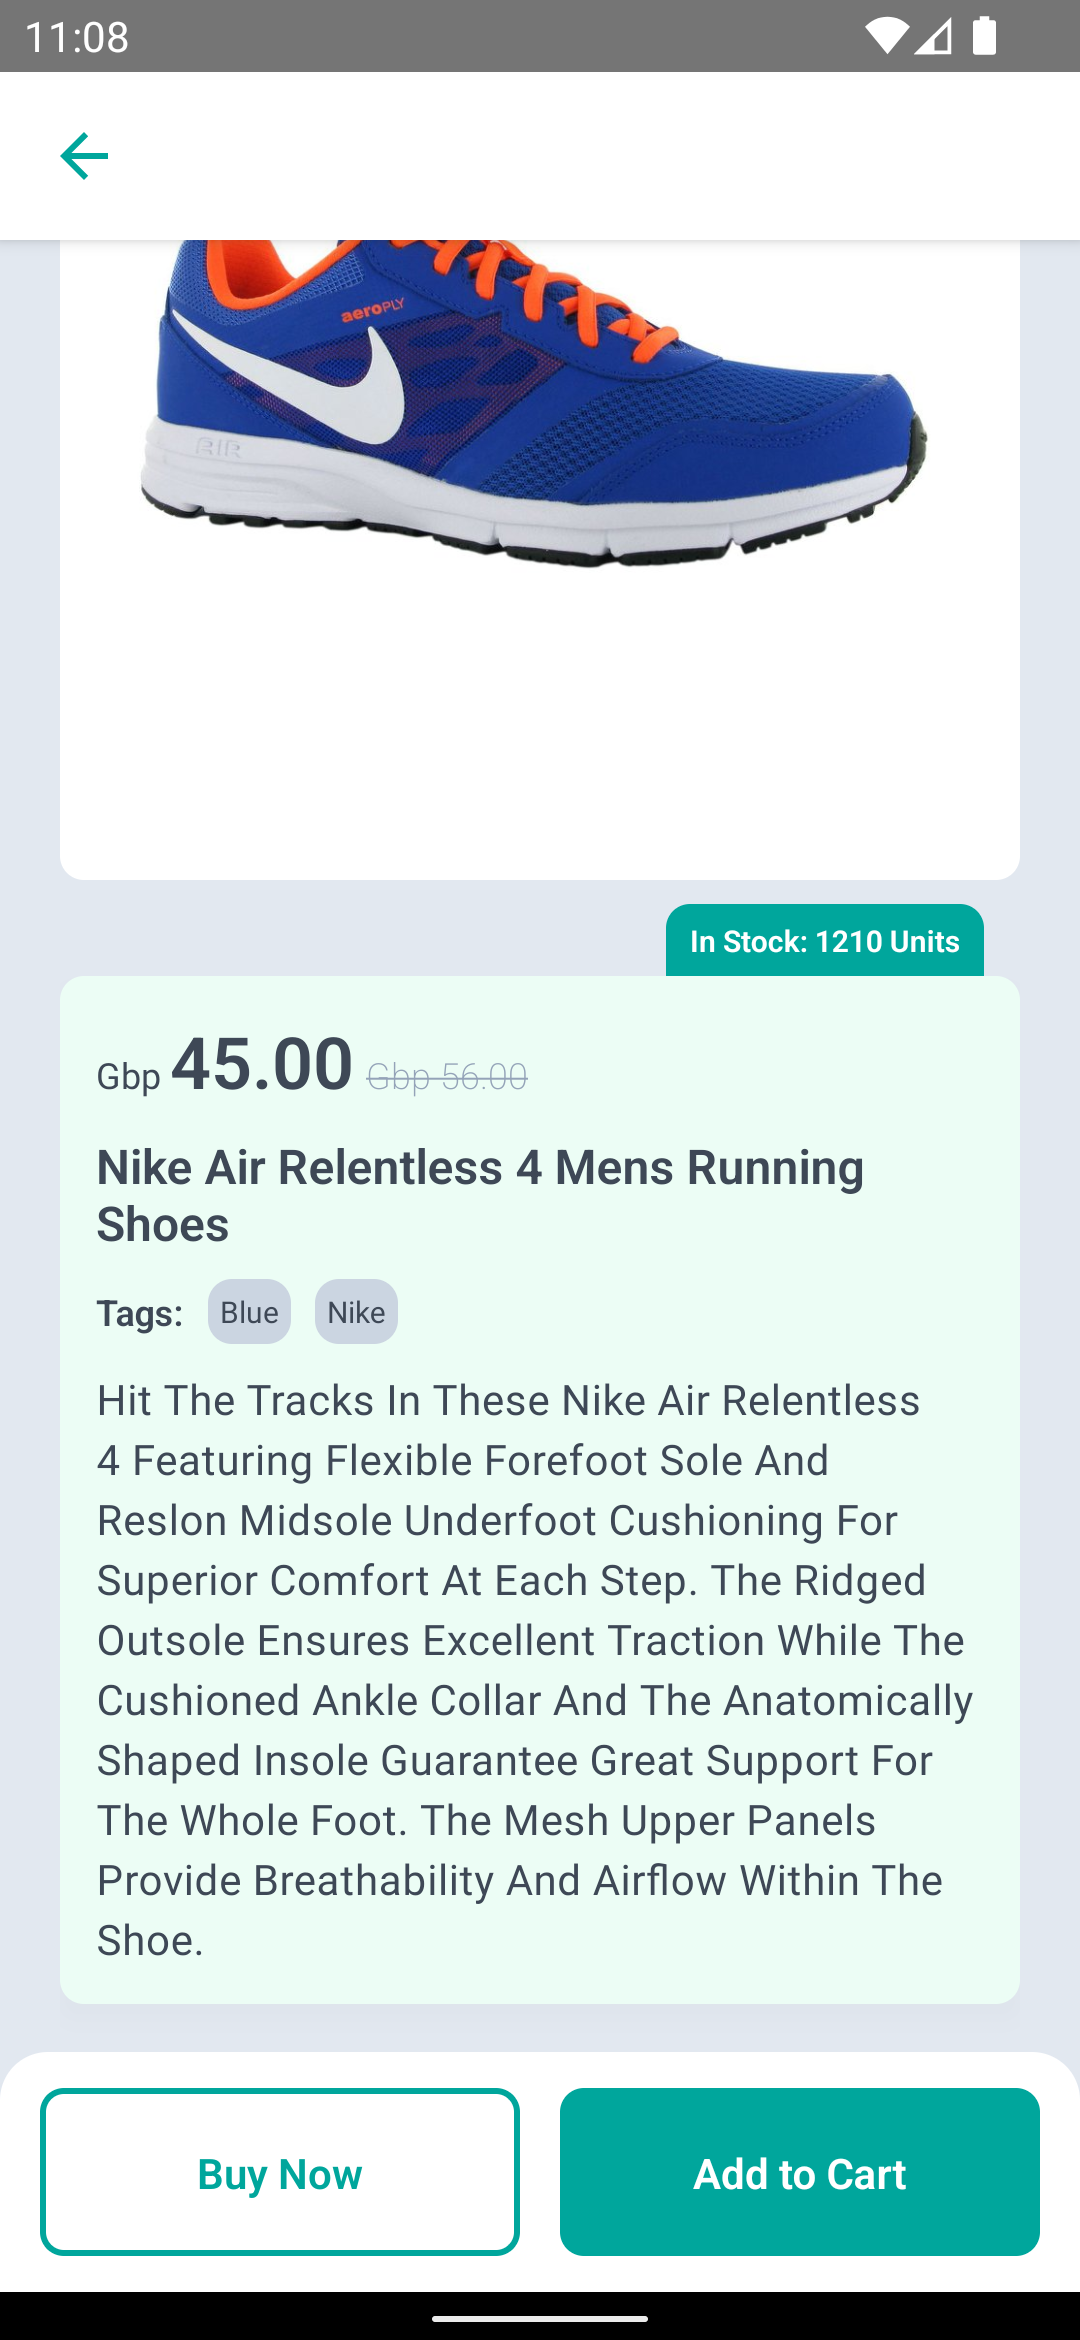 11:08
aeroPLY
AIR
In Stock: 1210 Units
Gbp 45.00 Gbp 56.00
Nike Air Relentless 4 Mens Running
Shoes
Tags: Blue Nike
Hit The Tracks In These Nike Air Relentless
4 Featuring Flexible Forefoot Sole And
Reslon Midsole Underfoot Cushioning For
Superior Comfort At Each Step. The Ridged
Outsole Ensures Excellent Traction While The
Cushioned Ankle Collar And The Anatomically
Shaped Insole Guarantee Great Support For
The Whole Foot. The Mesh Upper Panels
Provide Breathability And Airflow Within The
Shoe.
Buy Now Add to Cart